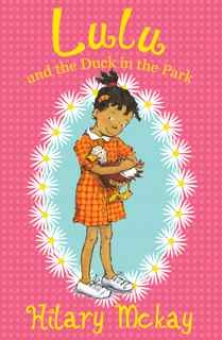 Lulu
and the Duck in the Park
Hilary McKay